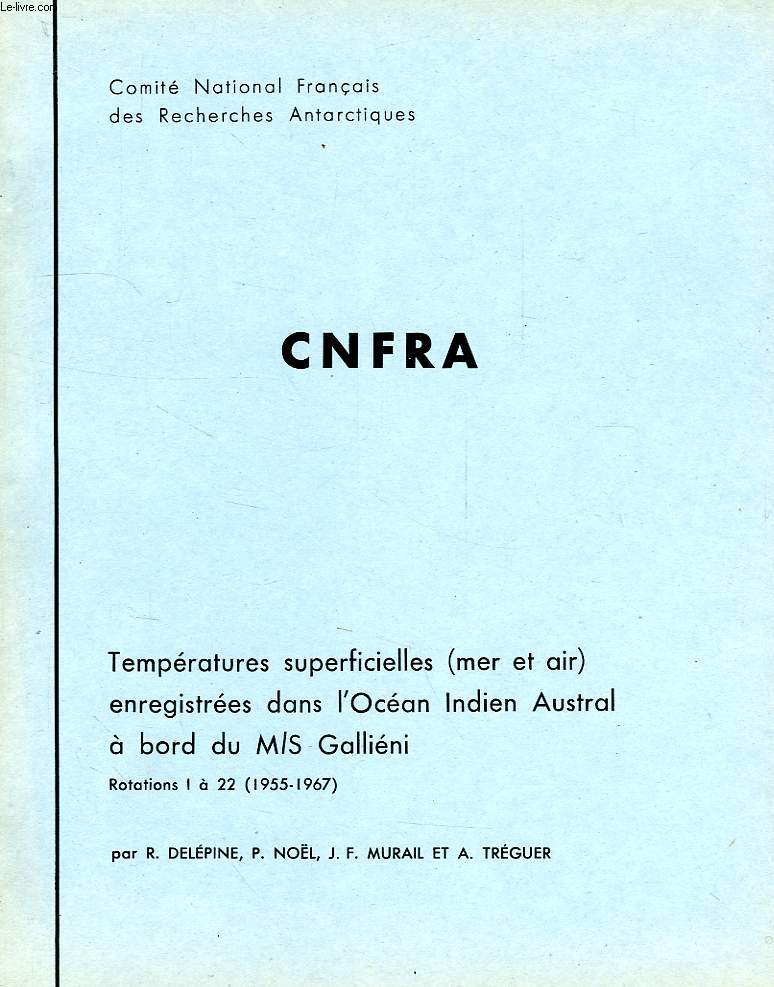 Le-livre.com
Comité National Français
des Recherches Antarctiques
CNFRA
Températures superficielles (mer et air)
enregistrées dans l'Océan Indien Austral
à bord du M/S Galliéni
Rotations I à 22 (1955-1967)
par R. DELÉPINE, P. NOËL, J. F. MURAIL ET A. TRÉGUER